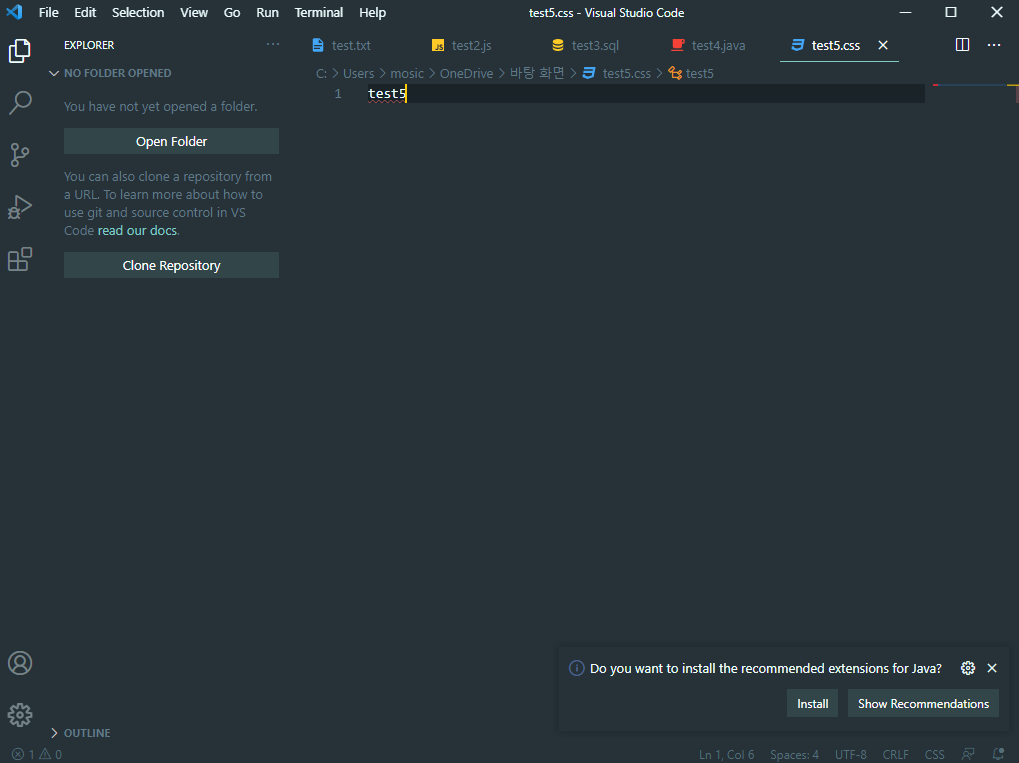 File Edit Selection View Go Run Terminal Help test5.css - Visual Studio Code
EXPLORER
NO FOLDER OPENED
You have not yet opened a folder.
Open Folder
You can also clone a repository from
a URL. To learn more about how to
use git and source control in VS
Code read our docs.
Clone Repository
OUTLINE
test.txt JS test2.js test3.sql test4.java test5.css
C: > Users > mosic > OneDrive > 바탕 화면 > test5.css > test5
1 test5
Do you want to install the recommended extensions for Java?
Install Show Recommendations
1 0 Ln 1, Col 6 Spaces: 4 UTF-8 CRLF CSS